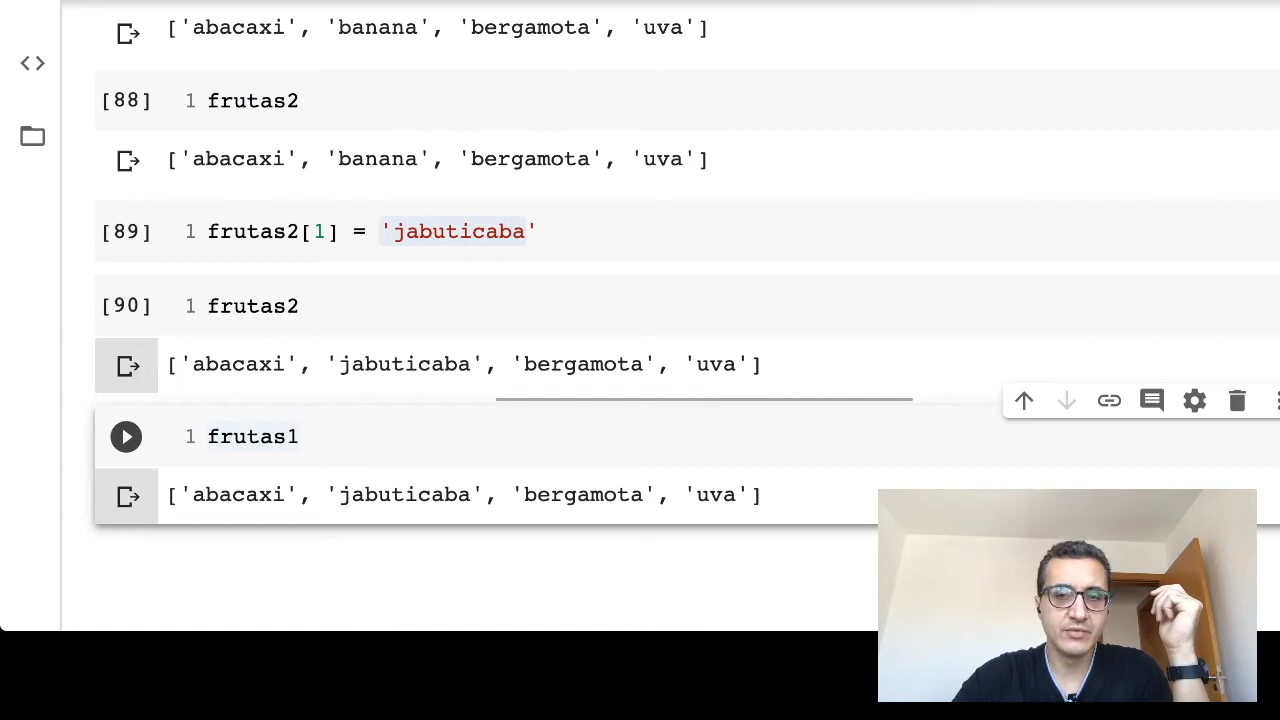 ['abacaxi', 'banana', 'bergamota', 'uva']
[88] 1 frutas2
['abacaxi', 'banana', 'bergamota', 'uva']
[89] 1 frutas2[1] = 'jabuticaba'
[90] 1 frutas2
['abacaxi', 'jabuticaba', 'bergamota', 'uva']
1 frutas1
['abacaxi', 'jabuticaba', 'bergamota', 'uva']